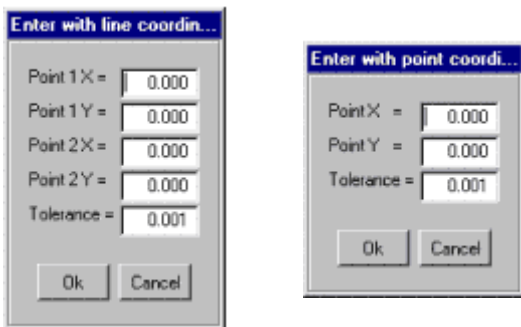 Enter with line coordin...
Point 1 X = 0.000
Point 1 Y = 0.000
Point 2 X = 0.000
Point 2 Y = 0.000
Tolerance = 0.001
Ok Cancel
Enter with point coordi...
Point X = 0.000
Point Y = 0.000
Tolerance = 0.001
Ok Cancel